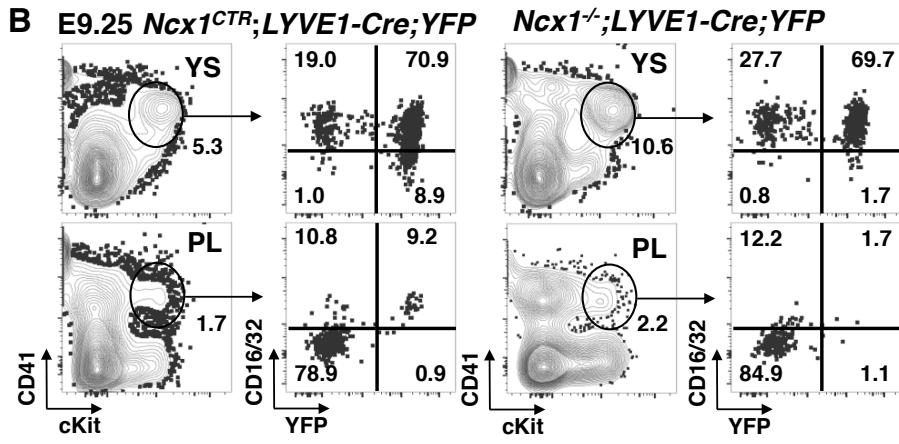 B E9.25 Ncx1CTR;LYVE1-Cre;YFP Ncx1-/-;LYVE1-Cre;YFP
YS 19.0 70.9 YS 27.7 69.7
5.3 10.6
1.0 8.9 0.8 1.7
PL 10.8 9.2 PL 12.2 1.7
1.7 2.2
CD41 CD16/32 78.9 0.9 CD41 CD16/32 84.9 1.1
cKit YFP cKit YFP